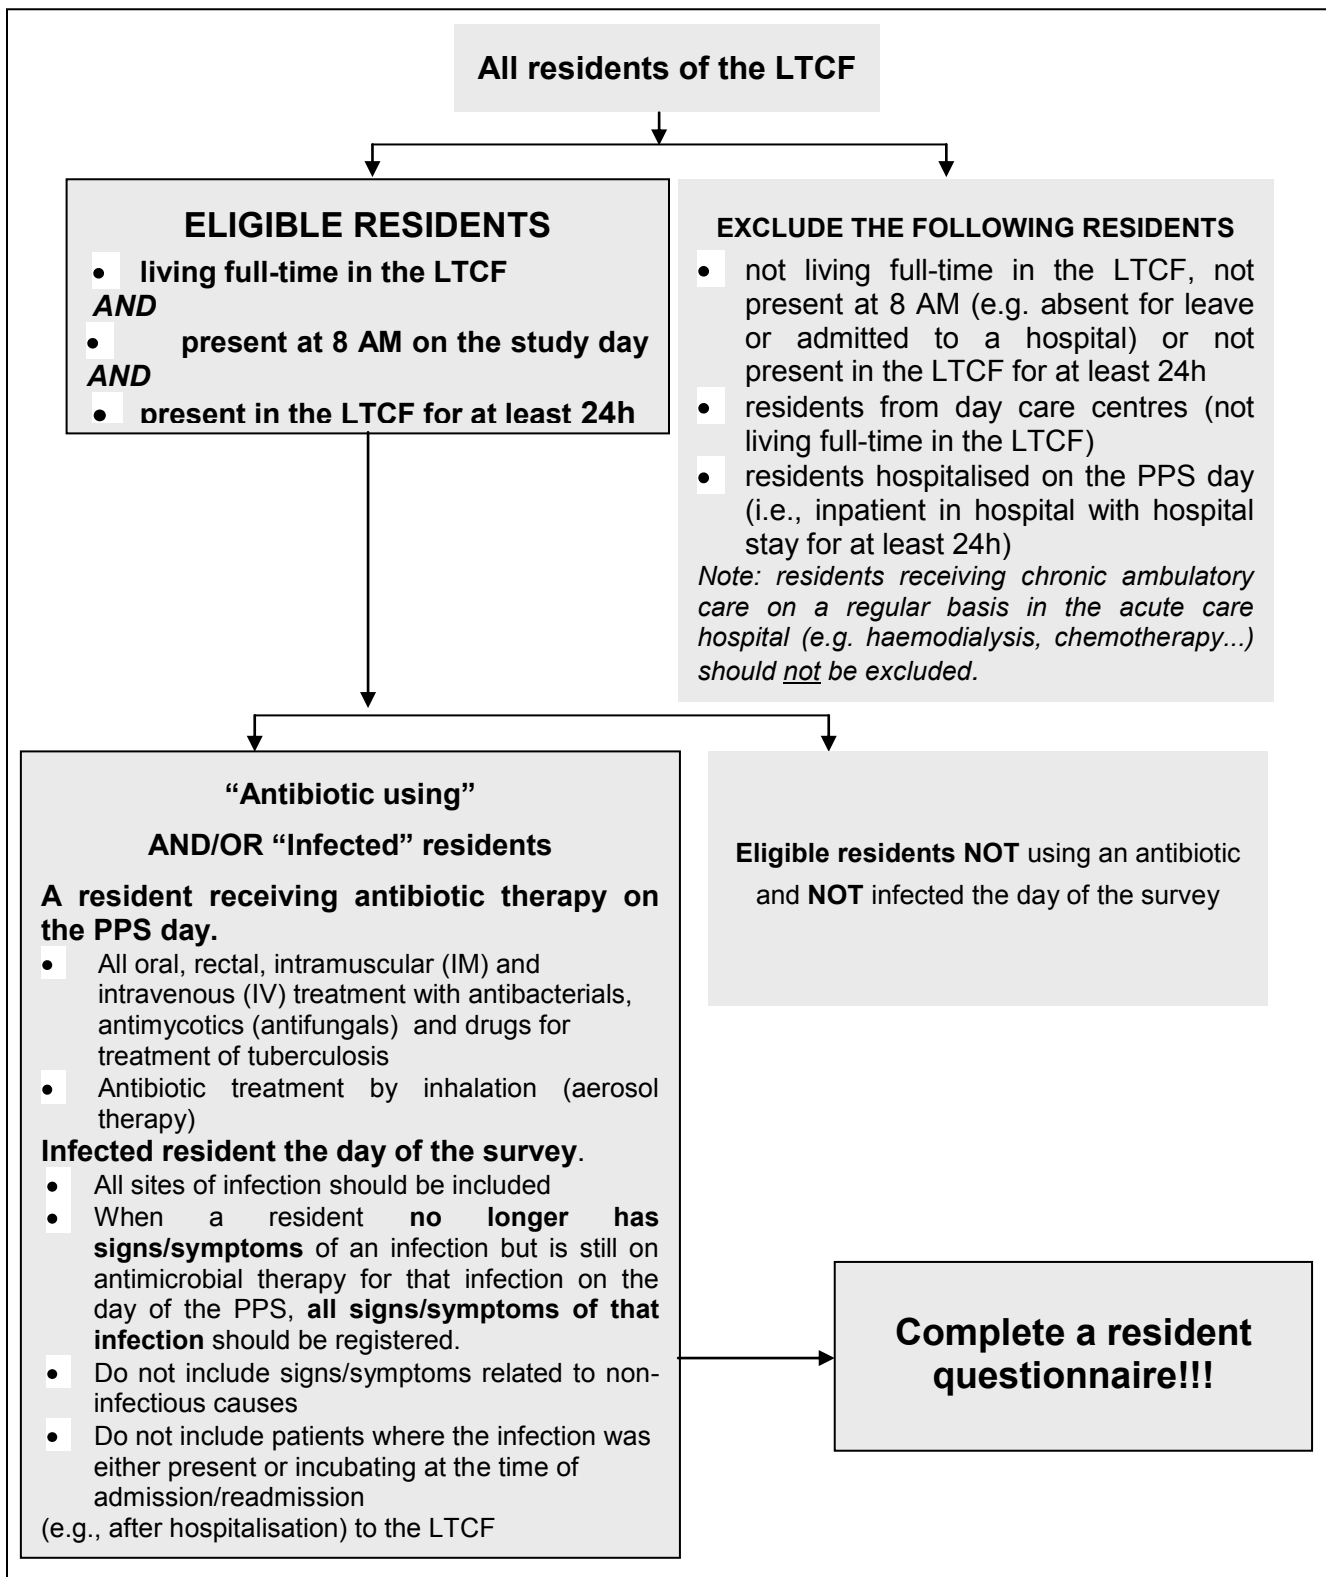 All residents of the LTCF
ELIGIBLE RESIDENTS
• living full-time in the LTCF
AND
• present at 8 AM on the study day
AND
• present in the LTCF for at least 24h
EXCLUDE THE FOLLOWING RESIDENTS
• not living full-time in the LTCF, not
present at 8 AM (e.g. absent for leave
or admitted to a hospital) or not
present in the LTCF for at least 24h
• residents from day care centres (not
living full-time in the LTCF)
• residents hospitalised on the PPS day
(i.e., inpatient in hospital with hospital
stay for at least 24h)
Note: residents receiving chronic ambulatory
care on a regular basis in the acute care
hospital (e.g. haemodialysis, chemotherapy...)
should not be excluded.
“Antibiotic using”
AND/OR “Infected” residents
A resident receiving antibiotic therapy on
the PPS day.
• All oral, rectal, intramuscular (IM) and
intravenous (IV) treatment with antibacterials,
antimycotics (antifungals) and drugs for
treatment of tuberculosis
• Antibiotic treatment by inhalation (aerosol
therapy)
Infected resident the day of the survey.
• All sites of infection should be included
• When a resident no longer has
signs/symptoms of an infection but is still on
antimicrobial therapy for that infection on the
day of the PPS, all signs/symptoms of that
infection should be registered.
• Do not include signs/symptoms related to non-
infectious causes
• Do not include patients where the infection was
either present or incubating at the time of
admission/readmission
(e.g., after hospitalisation) to the LTCF
Eligible residents NOT using an antibiotic
and NOT infected the day of the survey
Complete a resident
questionnaire!!!